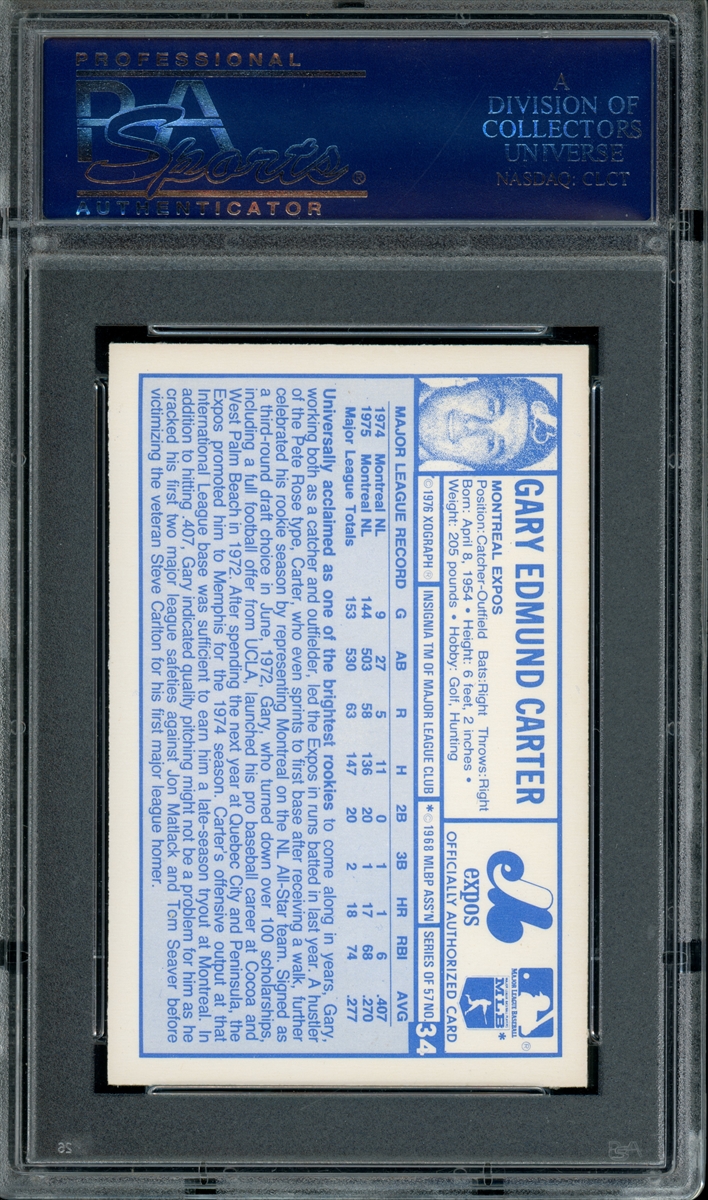 PROFESSIONAL
PSA
Sports®
AUTHENTICATOR
A
DIVISION OF
COLLECTORS
UNIVERSE
NASDAQ: CLCT
GARY EDMUND CARTER
MONTREAL EXPOS
Position:Catcher-Outfield Bats:Right Throws:Right
Born: April 8, 1954 • Height: 6 feet, 2 inches •
Weight: 205 pounds • Hobby: Golf, Hunting
expos
OFFICIALLY AUTHORIZED CARD
MAJOR LEAGUE BASEBALL
®
MLB*
©1976 XOGRAPH® INSIGNIA TM OF MAJOR LEAGUE CLUB *©1968 MLBP ASS'N SERIES OF 57 NO. 34
MAJOR LEAGUE RECORD G AB R H 2B 3B HR RBI AVG
1974 Montreal NL 9 27 5 11 0 1 1 6 .407
1975 Montreal NL 144 503 58 136 20 1 17 68 .270
Major League Totals 153 530 63 147 20 2 18 74 .277
Universally acclaimed as one of the brightest rookies to come along in years, Gary,
working both as a catcher and outfielder, led the Expos in runs batted in last year. A hustler
of the Pete Rose type, Carter, who even sprints to first base after receiving a walk, further
celebrated his rookie season by representing Montreal on the NL All-Star team. Signed as
a third-round draft choice in June, 1972, Gary, who turned down over 100 scholarships,
including a full football offer from UCLA, launched his pro baseball career at Cocoa and
West Palm Beach in 1972. After spending the next year at Quebec City and Peninsula, the
Expos promoted him to Memphis for the 1974 season. Carter's offensive output at that
International League base was sufficient to earn him a late-season tryout at Montreal. In
addition to hitting .407, Gary indicated quality pitching might not be a problem for him as he
cracked his first two major league safeties against Jon Matlack and Tom Seaver before
victimizing the veteran Steve Carlton for his first major league homer.
26
PSA